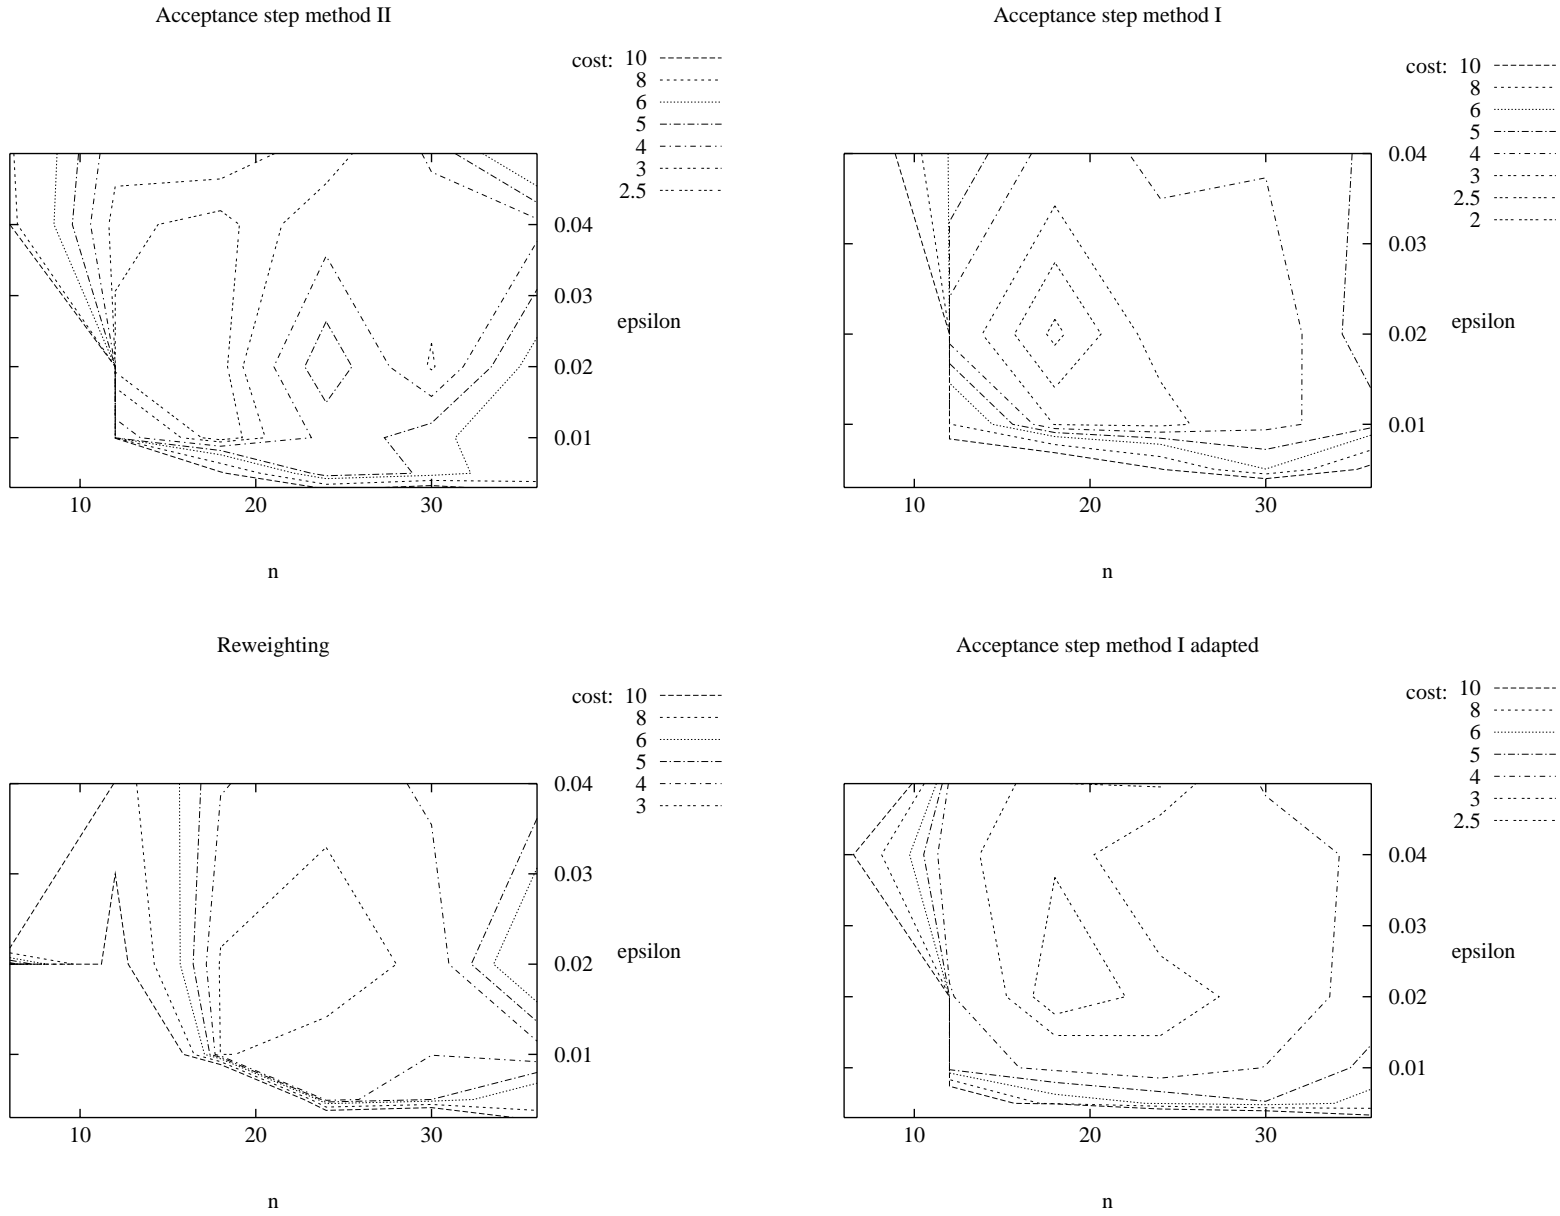 Acceptance step method II
cost: 10
8
6
5
4
3
2.5
0.04
0.03
epsilon
0.02
0.01
10 20 30
n
Acceptance step method I
cost: 10
8
6
5
4
3
2.5
2
0.04
0.03
epsilon
0.02
0.01
10 20 30
n
Reweighting
cost: 10
8
6
5
4
3
0.04
0.03
epsilon
0.02
0.01
10 20 30
n
Acceptance step method I adapted
cost: 10
8
6
5
4
3
2.5
0.04
0.03
epsilon
0.02
0.01
10 20 30
n